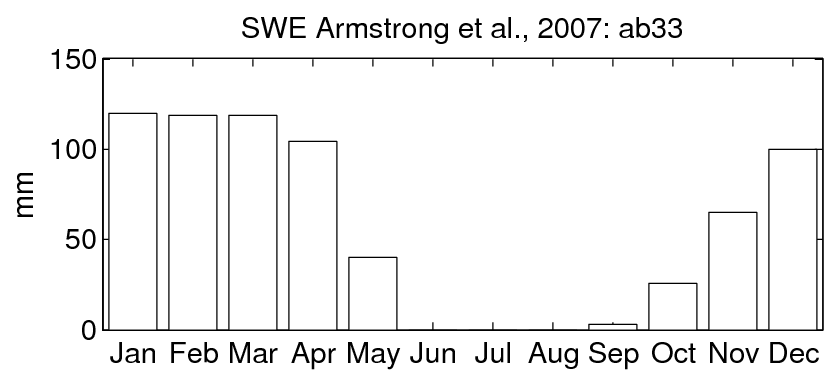 SWE Armstrong et al., 2007: ab33
150
100
50
0
mm
Jan Feb Mar Apr May Jun Jul Aug Sep Oct Nov Dec